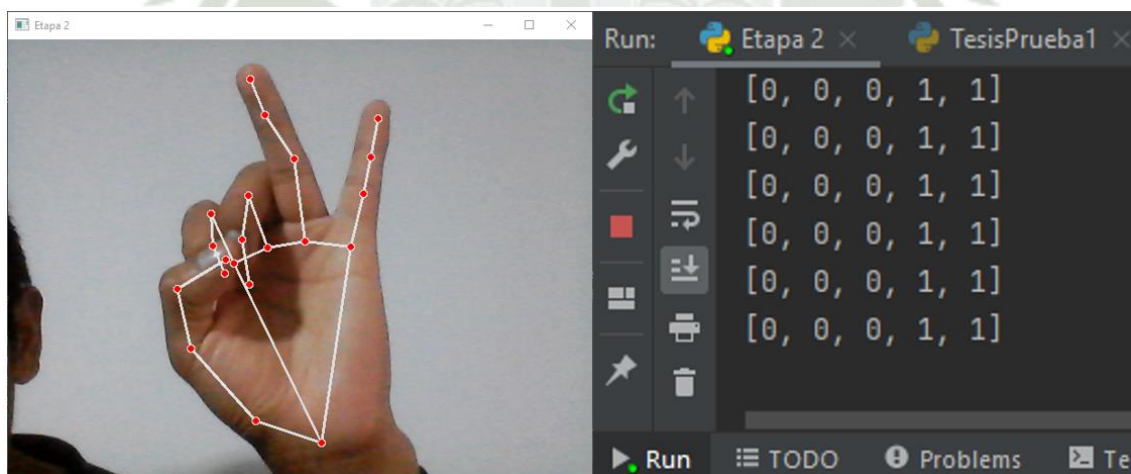 Etapa 2
Run: Etapa 2 TesisPrueba1
[0, 0, 0, 1, 1]
[0, 0, 0, 1, 1]
[0, 0, 0, 1, 1]
[0, 0, 0, 1, 1]
[0, 0, 0, 1, 1]
[0, 0, 0, 1, 1]
Run TODO Problems Te